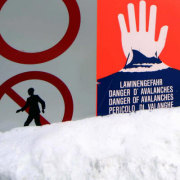 LAWINENGEFAHR
DANGER D'AVALANCHES
DANGER OF AVALANCHES
PERICOLO DI VALANGHE